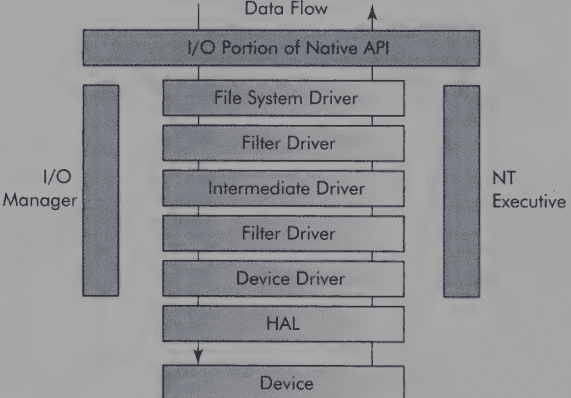 Data Flow
I/O Portion of Native API
File System Driver
Filter Driver
I/O
Manager
Intermediate Driver
NT
Executive
Filter Driver
Device Driver
HAL
Device